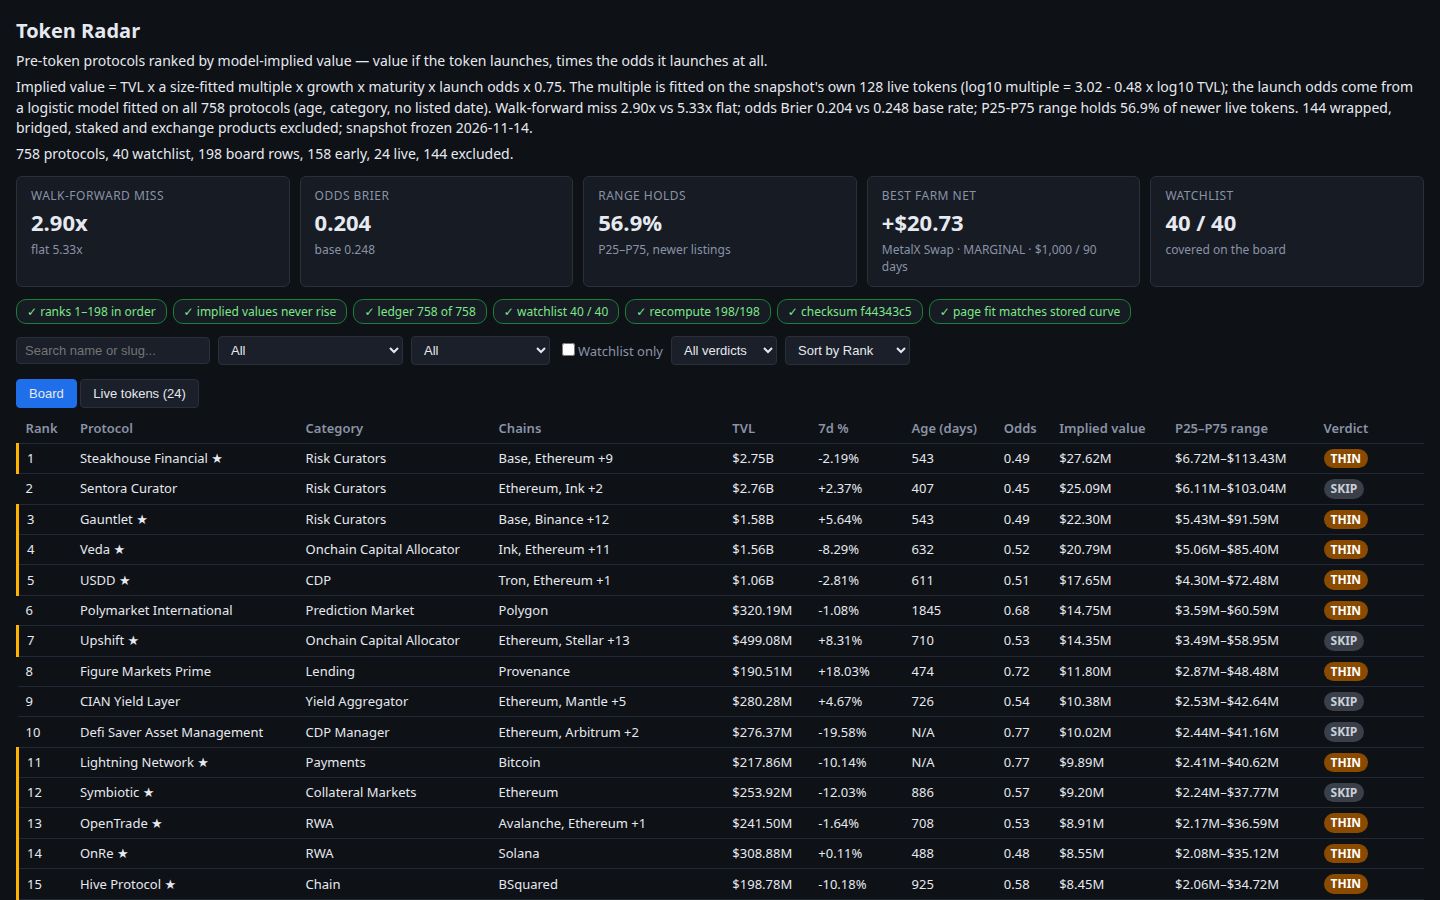 Token Radar
Pre-token protocols ranked by model-implied value — value if the token launches, times the odds it launches at all.
Implied value = TVL x a size-fitted multiple x growth x maturity x launch odds x 0.75. The multiple is fitted on the snapshot's own 128 live tokens (log10 multiple = 3.02 - 0.48 x log10 TVL); the launch odds come from
a logistic model fitted on all 758 protocols (age, category, no listed date). Walk-forward miss 2.90x vs 5.33x flat; odds Brier 0.204 vs 0.248 base rate; P25-P75 range holds 56.9% of newer live tokens. 144 wrapped,
bridged, staked and exchange products excluded; snapshot frozen 2026-11-14.
758 protocols, 40 watchlist, 198 board rows, 158 early, 24 live, 144 excluded.
WALK-FORWARD MISS
2.90x
flat 5.33x
ODDS BRIER
0.204
base 0.248
RANGE HOLDS
56.9%
P25–P75, newer listings
BEST FARM NET
+$20.73
MetalX Swap · MARGINAL · $1,000 / 90
days
WATCHLIST
40 / 40
covered on the board
✓ ranks 1–198 in order ✓ implied values never rise ✓ ledger 758 of 758 ✓ watchlist 40 / 40 ✓ recompute 198/198 ✓ checksum f44343c5 ✓ page fit matches stored curve
Search name or slug... All All Watchlist only All verdicts Sort by Rank
Board Live tokens (24)
Rank Protocol Category Chains TVL 7d % Age (days) Odds Implied value P25–P75 range Verdict
1 Steakhouse Financial ★ Risk Curators Base, Ethereum +9 $2.75B -2.19% 543 0.49 $27.62M $6.72M–$113.43M THIN
2 Sentora Curator Risk Curators Ethereum, Ink +2 $2.76B +2.37% 407 0.45 $25.09M $6.11M–$103.04M SKIP
3 Gauntlet ★ Risk Curators Base, Binance +12 $1.58B +5.64% 543 0.49 $22.30M $5.43M–$91.59M THIN
4 Veda ★ Onchain Capital Allocator Ink, Ethereum +11 $1.56B -8.29% 632 0.52 $20.79M $5.06M–$85.40M THIN
5 USDD ★ CDP Tron, Ethereum +1 $1.06B -2.81% 611 0.51 $17.65M $4.30M–$72.48M THIN
6 Polymarket International Prediction Market Polygon $320.19M -1.08% 1845 0.68 $14.75M $3.59M–$60.59M THIN
7 Upshift ★ Onchain Capital Allocator Ethereum, Stellar +13 $499.08M +8.31% 710 0.53 $14.35M $3.49M–$58.95M SKIP
8 Figure Markets Prime Lending Provenance $190.51M +18.03% 474 0.72 $11.80M $2.87M–$48.48M THIN
9 CIAN Yield Layer Yield Aggregator Ethereum, Mantle +5 $280.28M +4.67% 726 0.54 $10.38M $2.53M–$42.64M SKIP
10 Defi Saver Asset Management CDP Manager Ethereum, Arbitrum +2 $276.37M -19.58% N/A 0.77 $10.02M $2.44M–$41.16M SKIP
11 Lightning Network ★ Payments Bitcoin $217.86M -10.14% N/A 0.77 $9.89M $2.41M–$40.62M THIN
12 Symbiotic ★ Collateral Markets Ethereum $253.92M -12.03% 886 0.57 $9.20M $2.24M–$37.77M SKIP
13 OpenTrade ★ RWA Avalanche, Ethereum +1 $241.50M -1.64% 708 0.53 $8.91M $2.17M–$36.59M THIN
14 OnRe ★ RWA Solana $308.88M +0.11% 488 0.48 $8.55M $2.08M–$35.12M THIN
15 Hive Protocol ★ Chain BSquared $198.78M -10.18% 925 0.58 $8.45M $2.06M–$34.72M THIN